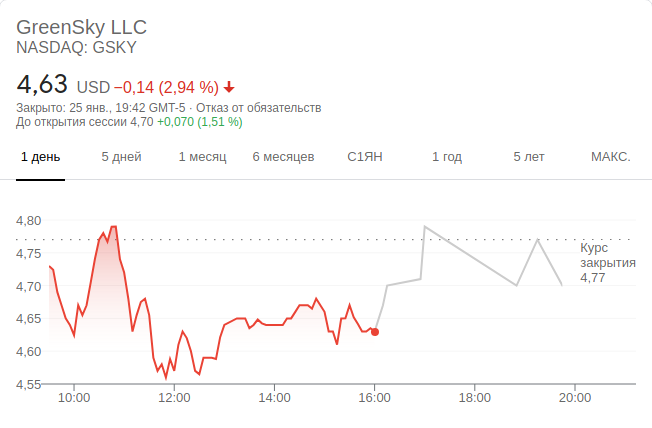 GreenSky LLC
NASDAQ: GSKY
4,63 USD −0,14 (2,94 %)
Закрыто: 25 янв., 19:42 GMT-5 · Отказ от обязательств
До открытия сессии 4,70 +0,070 (1,51 %)
1 день 5 дней 1 месяц 6 месяцев С1ЯН 1 год 5 лет МАКС.
4,80
4,75
4,70
4,65
4,60
4,55
Курс
закрытия
4,77
10:00 12:00 14:00 16:00 18:00 20:00